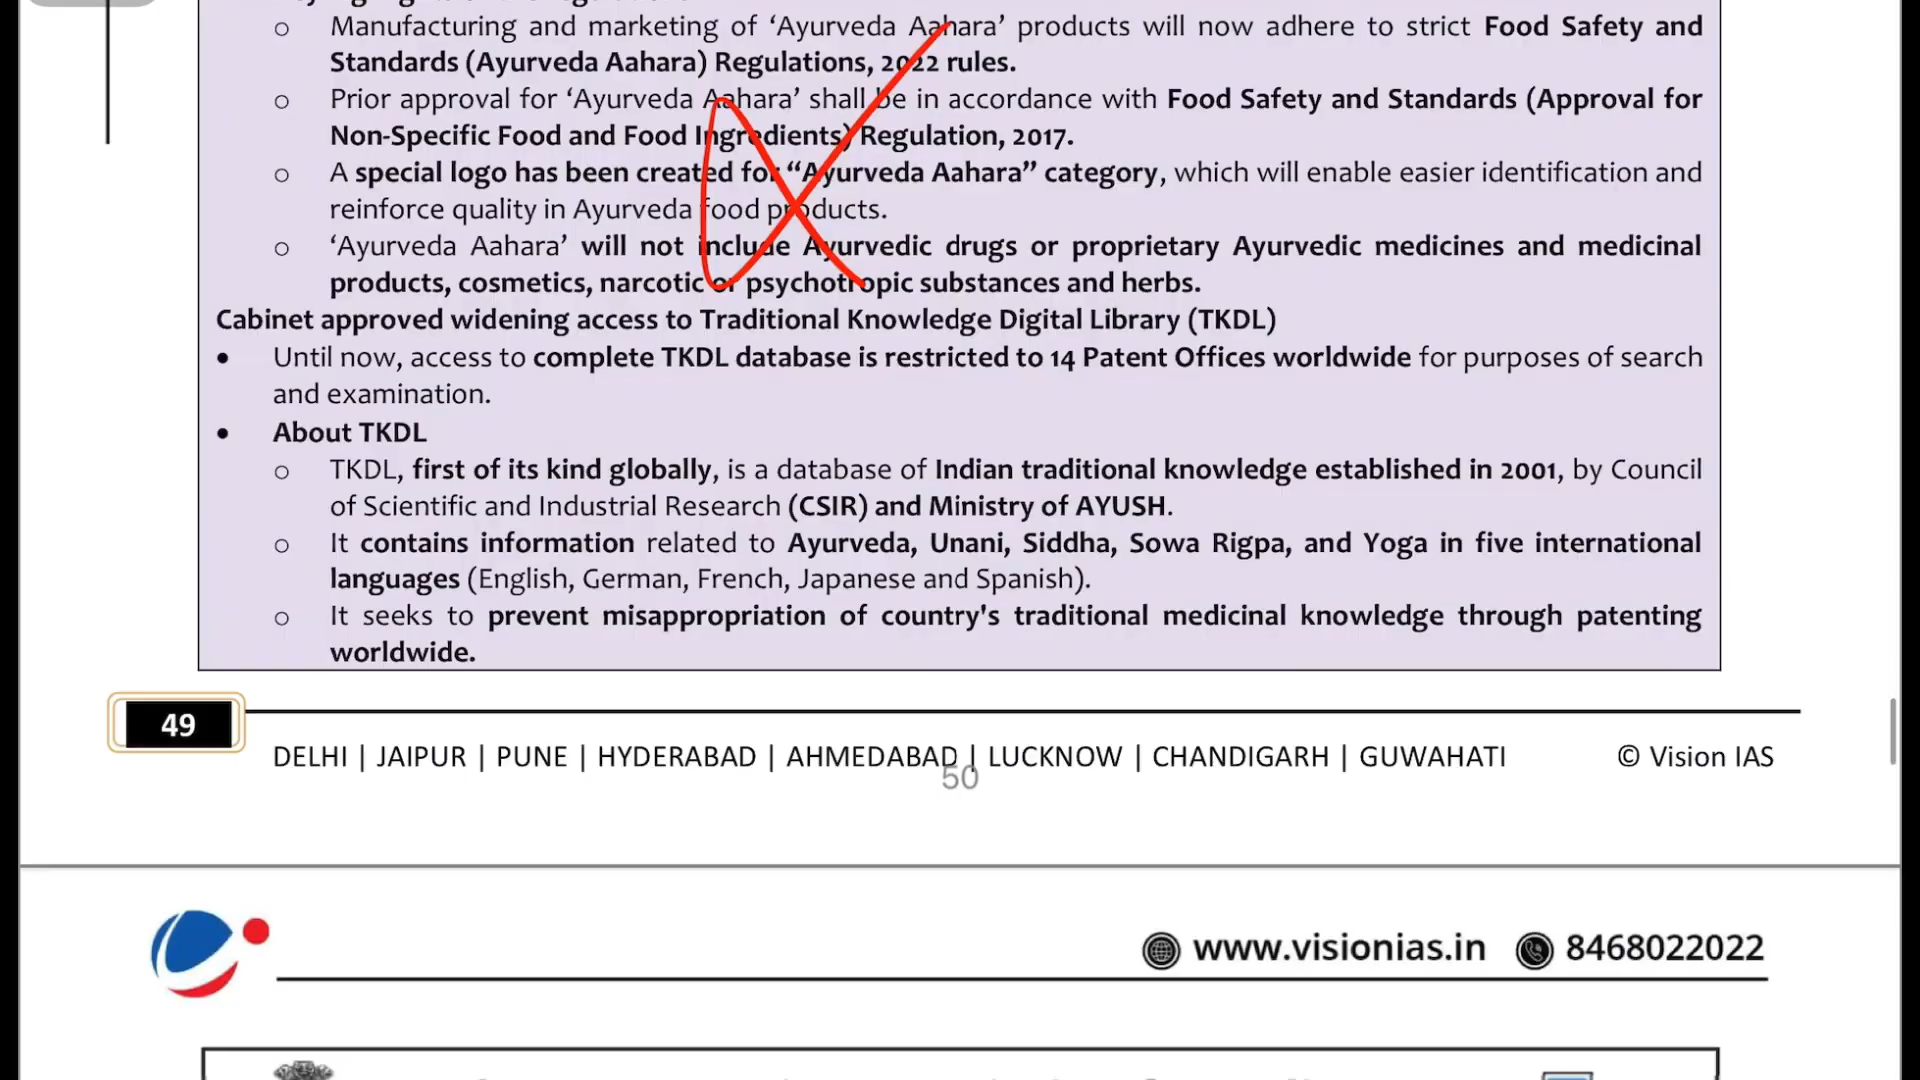 o Manufacturing and marketing of ‘Ayurveda Aahara’ products will now adhere to strict Food Safety and
Standards (Ayurveda Aahara) Regulations, 2022 rules.
o Prior approval for ‘Ayurveda Aahara’ shall be in accordance with Food Safety and Standards (Approval for
Non-Specific Food and Food Ingredients) Regulation, 2017.
o A special logo has been created for “Ayurveda Aahara” category, which will enable easier identification and
reinforce quality in Ayurveda food products.
o ‘Ayurveda Aahara’ will not include Ayurvedic drugs or proprietary Ayurvedic medicines and medicinal
products, cosmetics, narcotic or psychotropic substances and herbs.
Cabinet approved widening access to Traditional Knowledge Digital Library (TKDL)
• Until now, access to complete TKDL database is restricted to 14 Patent Offices worldwide for purposes of search
and examination.
• About TKDL
o TKDL, first of its kind globally, is a database of Indian traditional knowledge established in 2001, by Council
of Scientific and Industrial Research (CSIR) and Ministry of AYUSH.
o It contains information related to Ayurveda, Unani, Siddha, Sowa Rigpa, and Yoga in five international
languages (English, German, French, Japanese and Spanish).
o It seeks to prevent misappropriation of country's traditional medicinal knowledge through patenting
worldwide.
49
DELHI | JAIPUR | PUNE | HYDERABAD | AHMEDABAD | LUCKNOW | CHANDIGARH | GUWAHATI © Vision IAS
50
www.visionias.in 8468022022